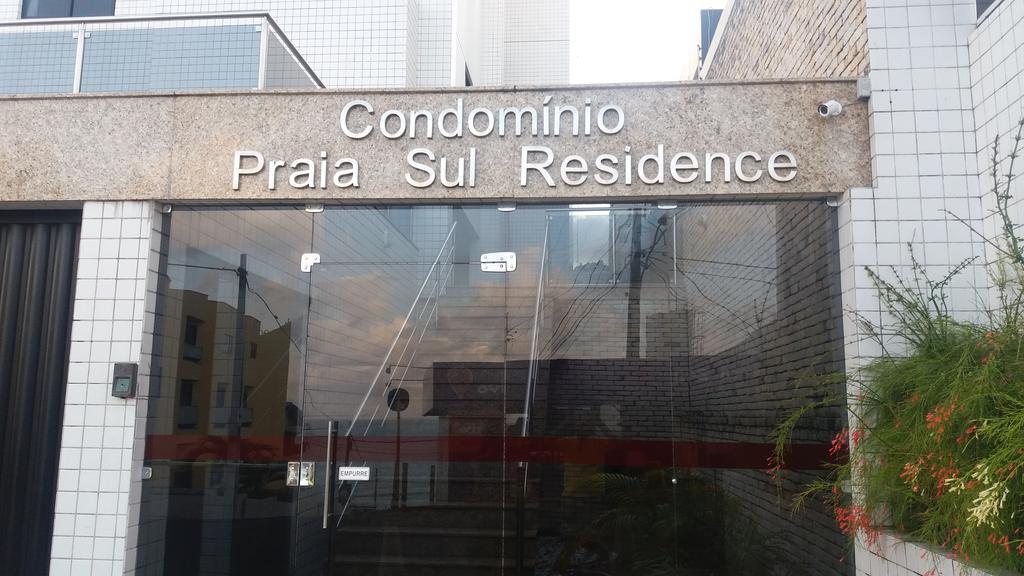 Condomínio
Praia Sul Residence
EMPURRE